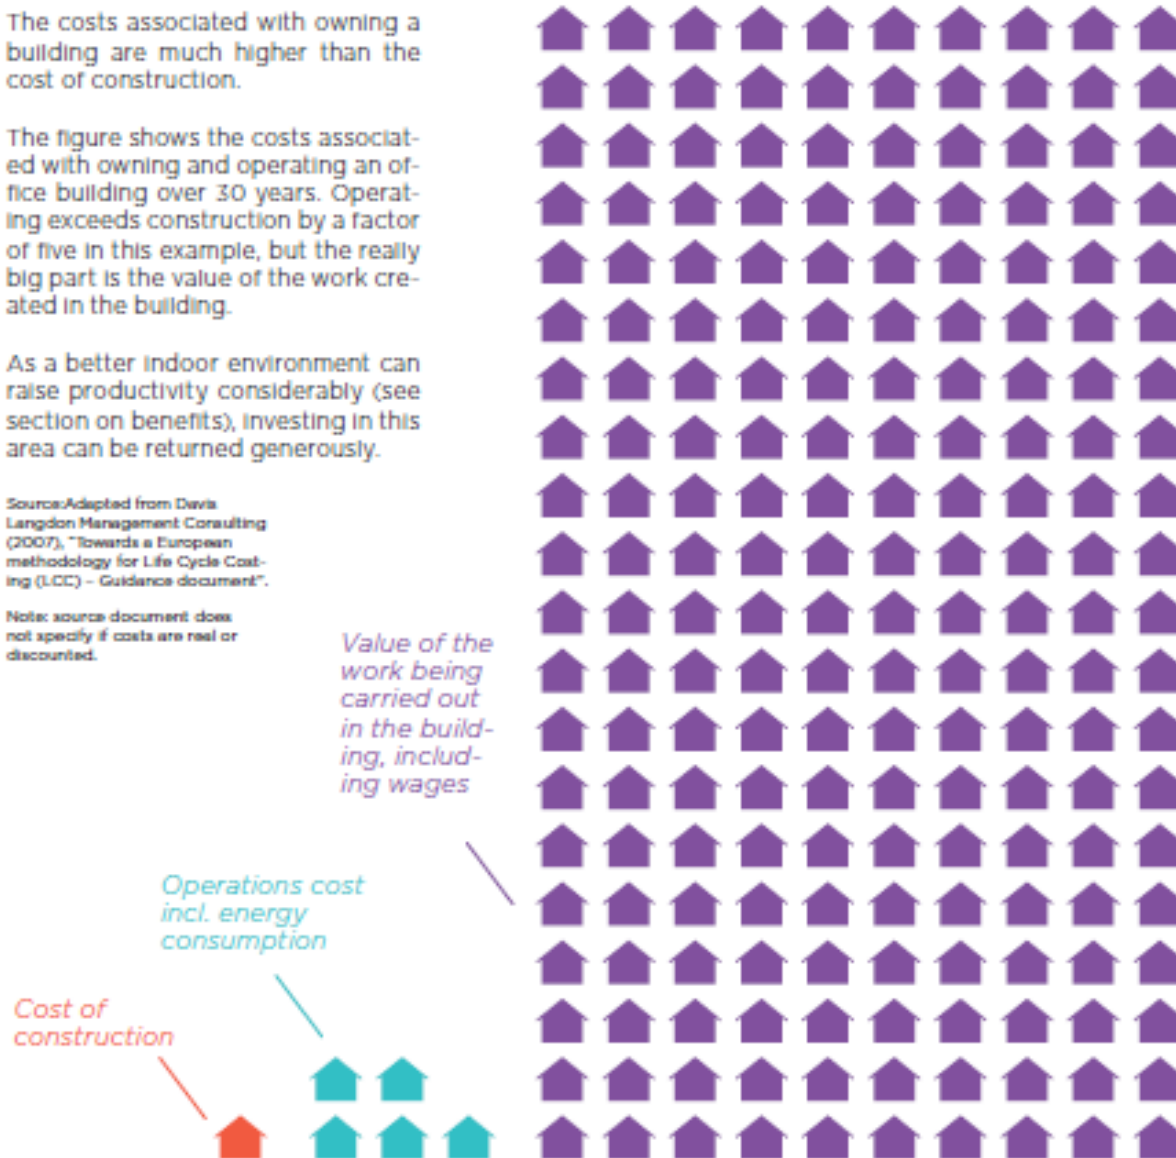 The costs associated with owning a
building are much higher than the
cost of construction.
The figure shows the costs associat-
ed with owning and operating an of-
fice building over 30 years. Operat-
ing exceeds construction by a factor
of five in this example, but the really
big part is the value of the work cre-
ated in the building.
As a better indoor environment can
raise productivity considerably (see
section on benefits), investing in this
area can be returned generously.
Source:Adapted from Davis
Langdon Management Consulting
(2007), "Towards a European
methodology for Life Cycle Cost-
ing (LCC) – Guidance document".
Note: source document does
not specify if costs are real or
discounted.
Value of the
work being
carried out
in the build-
ing, includ-
ing wages
Operations cost
incl. energy
consumption
Cost of
construction